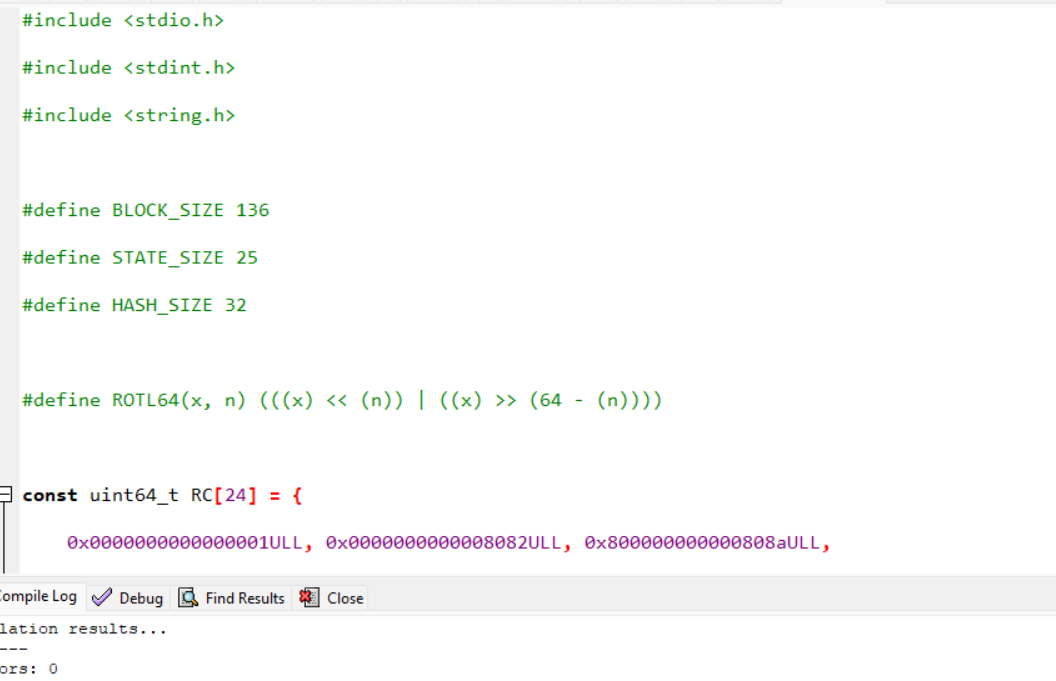 #include <stdio.h>
#include <stdint.h>
#include <string.h>
#define BLOCK_SIZE 136
#define STATE_SIZE 25
#define HASH_SIZE 32
#define ROTL64(x, n) (((x) << (n)) | ((x) >> (64 - (n))))
const uint64_t RC[24] = {
0x0000000000000001ULL, 0x0000000000008082ULL, 0x800000000000808aULL,
Compile Log Debug Find Results Close
lation results...
---
ors: 0